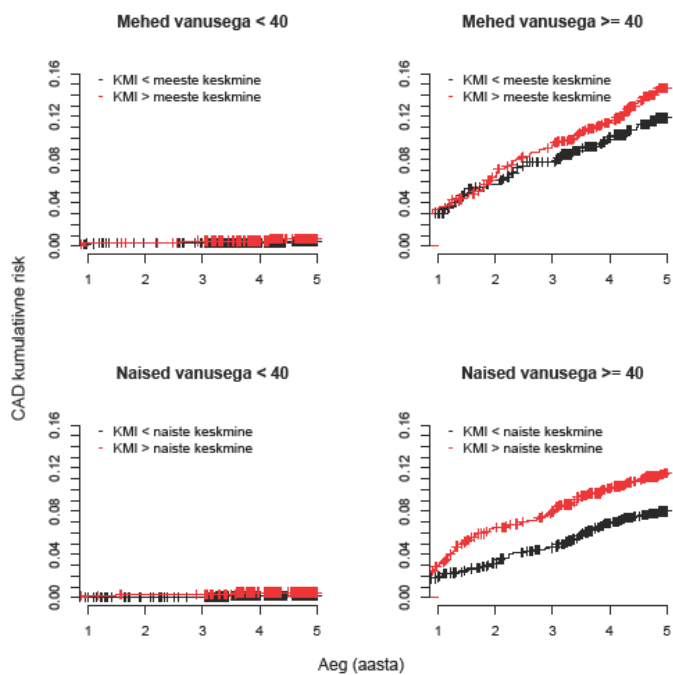 Mehed vanusega < 40
KMI < meeste keskmine
KMI > meeste keskmine
0.16
0.12
0.08
0.04
0.00
1 2 3 4 5
Mehed vanusega >= 40
KMI < meeste keskmine
KMI > meeste keskmine
0.16
0.12
0.08
0.04
0.00
1 2 3 4 5
CAD kumulatiivne risk
Naised vanusega < 40
KMI < naiste keskmine
KMI > naiste keskmine
0.16
0.12
0.08
0.04
0.00
1 2 3 4 5
Naised vanusega >= 40
KMI < naiste keskmine
KMI > naiste keskmine
0.16
0.12
0.08
0.04
0.00
1 2 3 4 5
Aeg (aasta)